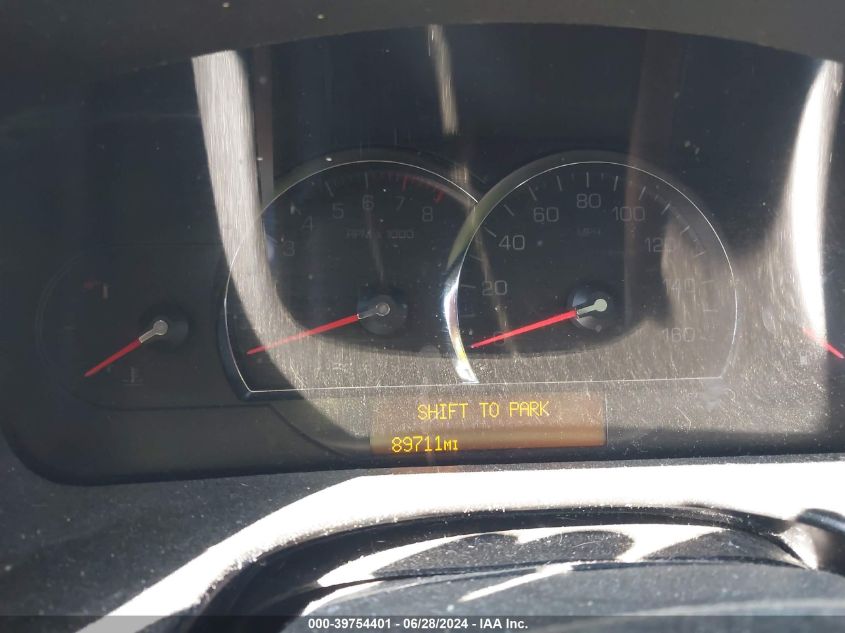 5 6 7
4 8
3
RPM x 1000
60 80 100
40 120
20 140
160
MPH
SHIFT TO PARK
89711MI
000-39754401 - 06/28/2024 - IAA Inc.